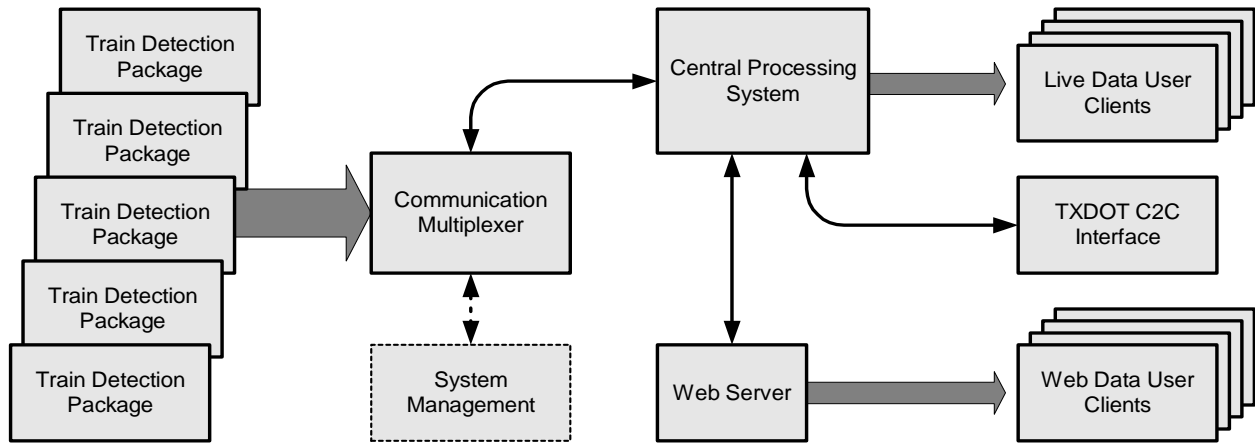 Train Detection
Package
Train Detection
Package
Train Detection
Package
Train Detection
Package
Train Detection
Package
Communication
Multiplexer
System
Management
Central Processing
System
Web Server
Live Data User
Clients
TXDOT C2C
Interface
Web Data User
Clients